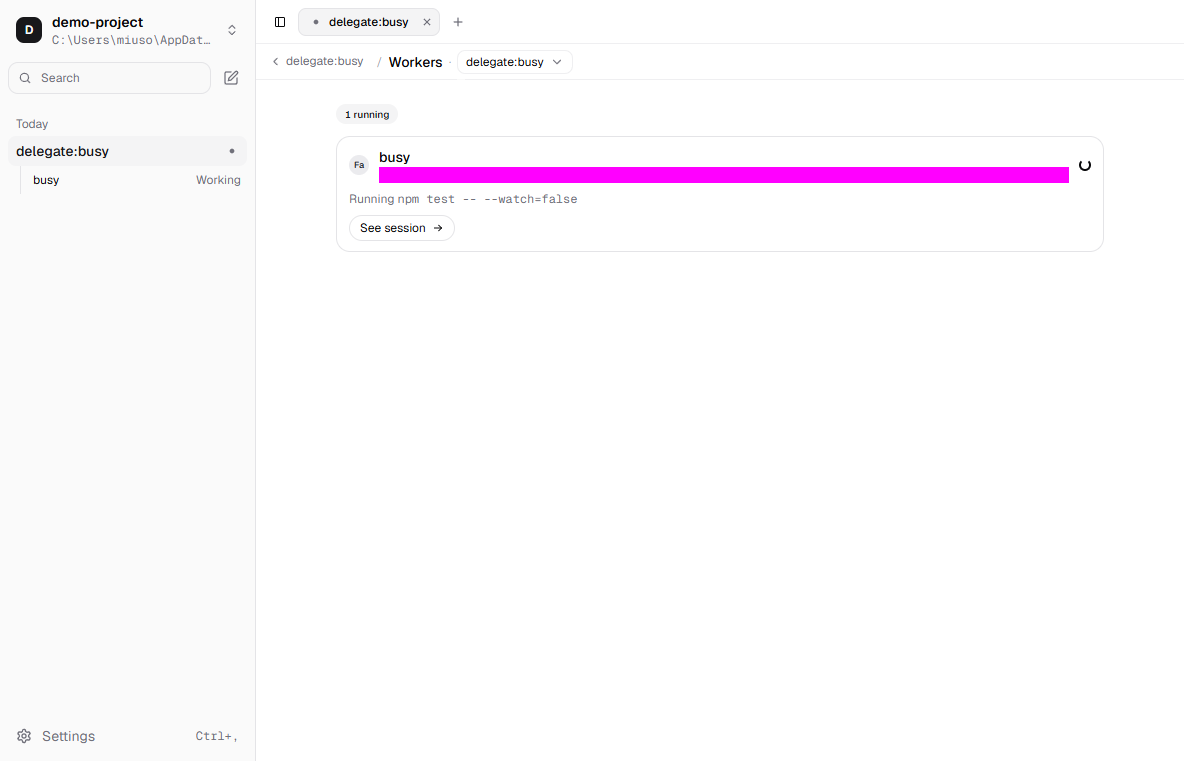 D
demo-project
C:\Users\miuso\AppDat…
Search
Today
delegate:busy
busy
Working
Settings
Ctrl+,
delegate:busy
delegate:busy / Workers · delegate:busy
1 running
Fa
busy
Running npm test -- --watch=false
See session